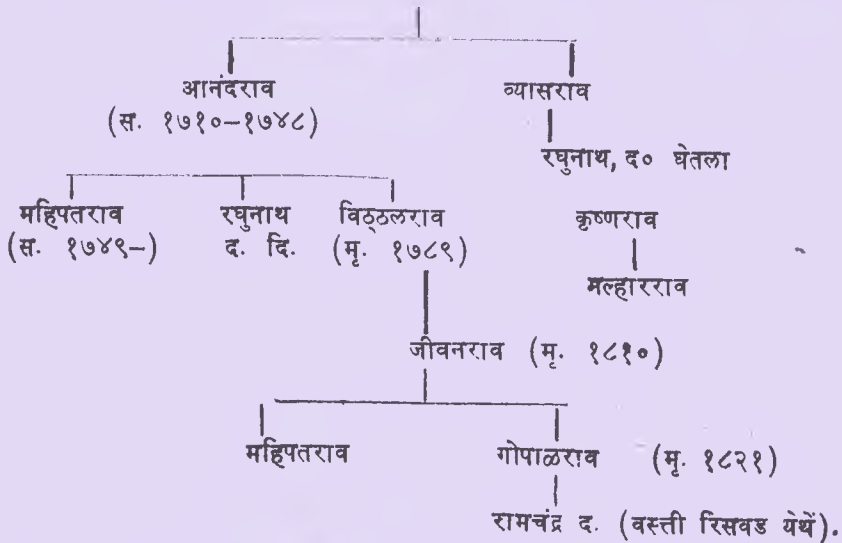 आनंदराव व्यासराव
(स. १७१०-१७४८)
रघुनाथ, द० घेतला
महिपतराव रघुनाथ विठ्ठलराव कृष्णराव
(स. १७४९-) द. दि. (मृ. १७८९)
मल्हारराव
जीवनराव (मृ. १८१०)
महिपतराव गोपाळराव (मृ. १८२१)
रामचंद्र द. (वस्ती रिसवड येथें).